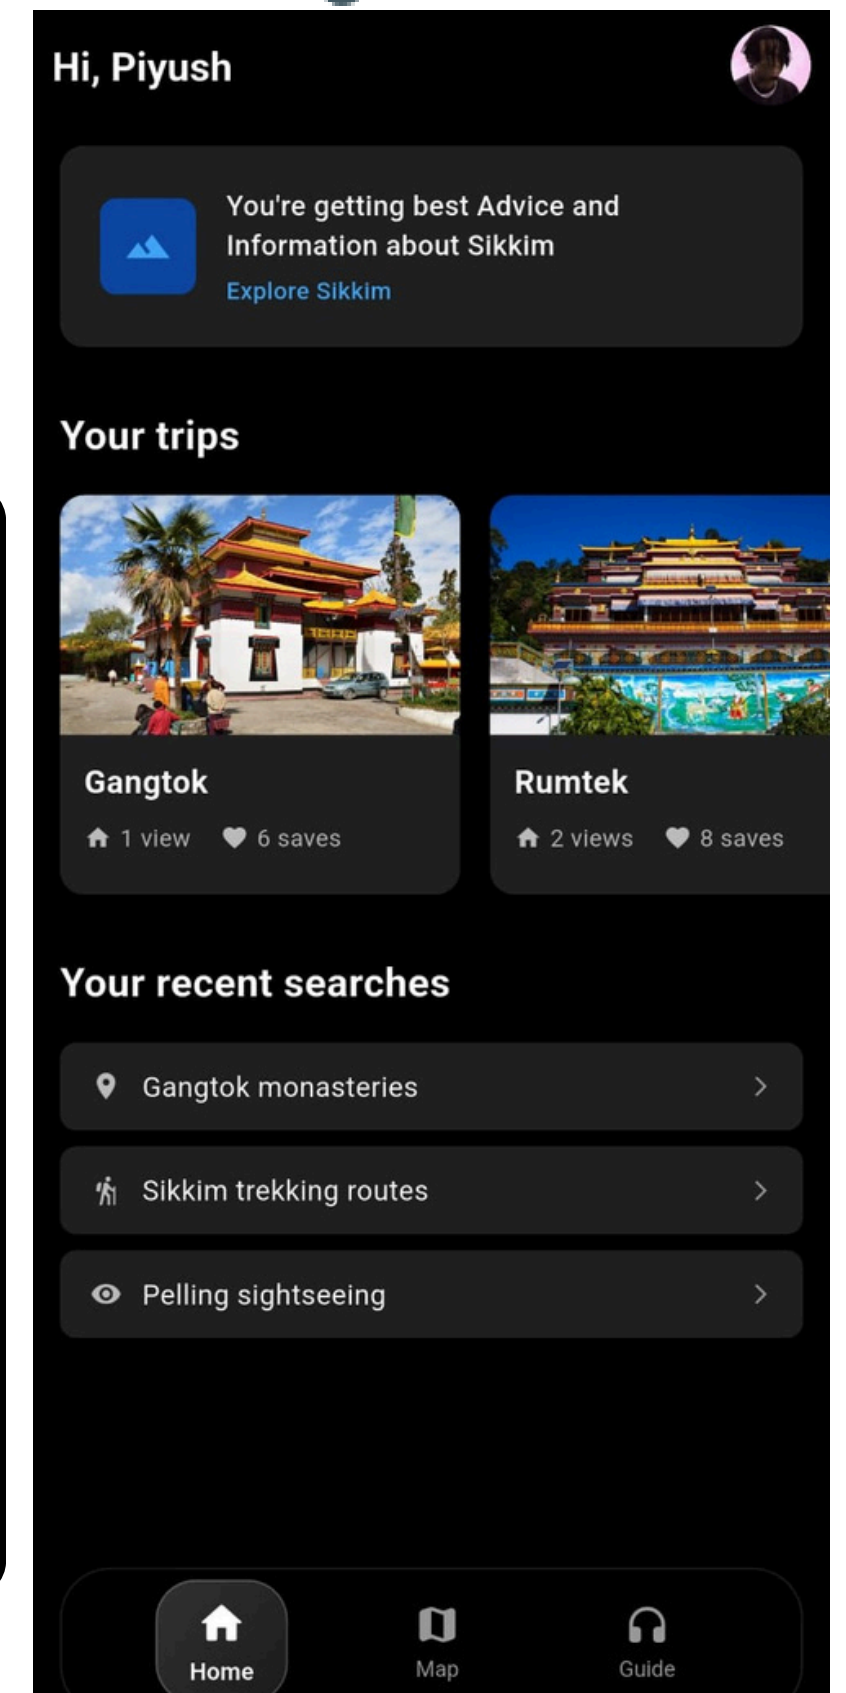 Hi, Piyush
You're getting best Advice and
Information about Sikkim
Explore Sikkim
Your trips
Gangtok
1 view 6 saves
Rumtek
2 views 8 saves
Your recent searches
Gangtok monasteries
Sikkim trekking routes
Pelling sightseeing
Home
Map
Guide